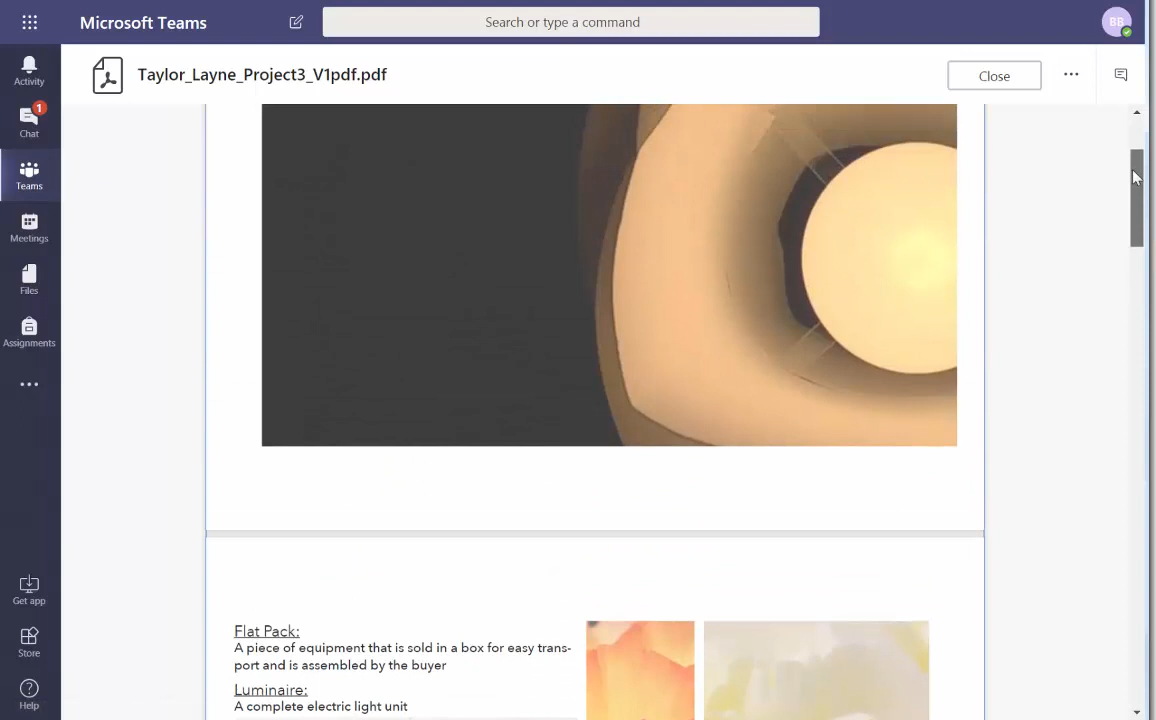 Microsoft Teams
Search or type a command
BB
Activity
Taylor_Layne_Project3_V1pdf.pdf
Close
1
Chat
Teams
Meetings
Files
Assignments
Get app
Store
Help
Flat Pack:
A piece of equipment that is sold in a box for easy trans-
port and is assembled by the buyer
Luminaire:
A complete electric light unit